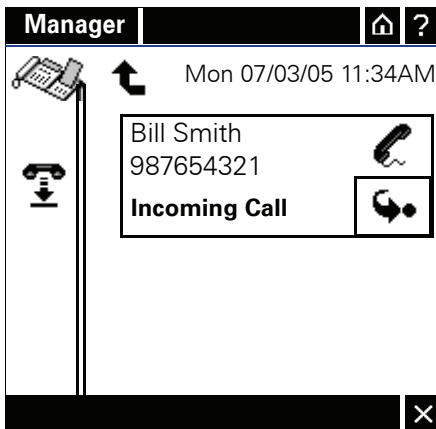 Manager ?
Mon 07/03/05 11:34AM
Bill Smith
987654321
Incoming Call